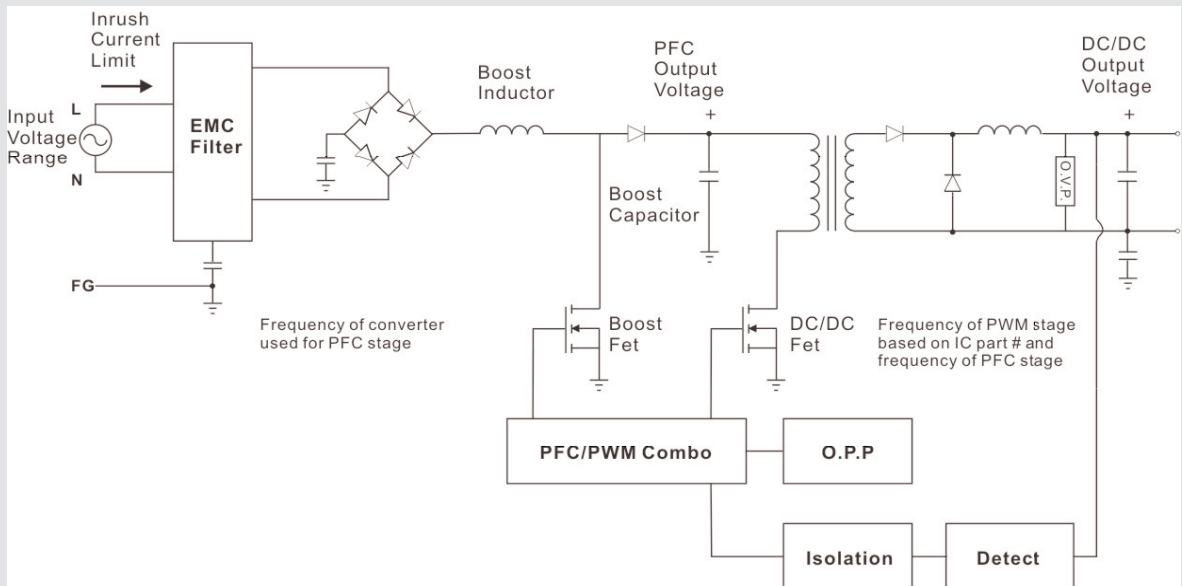 Inrush
Current
Limit
L
Input
Voltage
Range
N
EMC
Filter
FG
Boost
Inductor
PFC
Output
Voltage
+
DC/DC
Output
Voltage
+
O.V.P.
Boost
Capacitor
Frequency of converter
used for PFC stage
Boost
Fet
DC/DC
Fet
Frequency of PWM stage
based on IC part # and
frequency of PFC stage
PFC/PWM Combo
O.P.P
Isolation
Detect